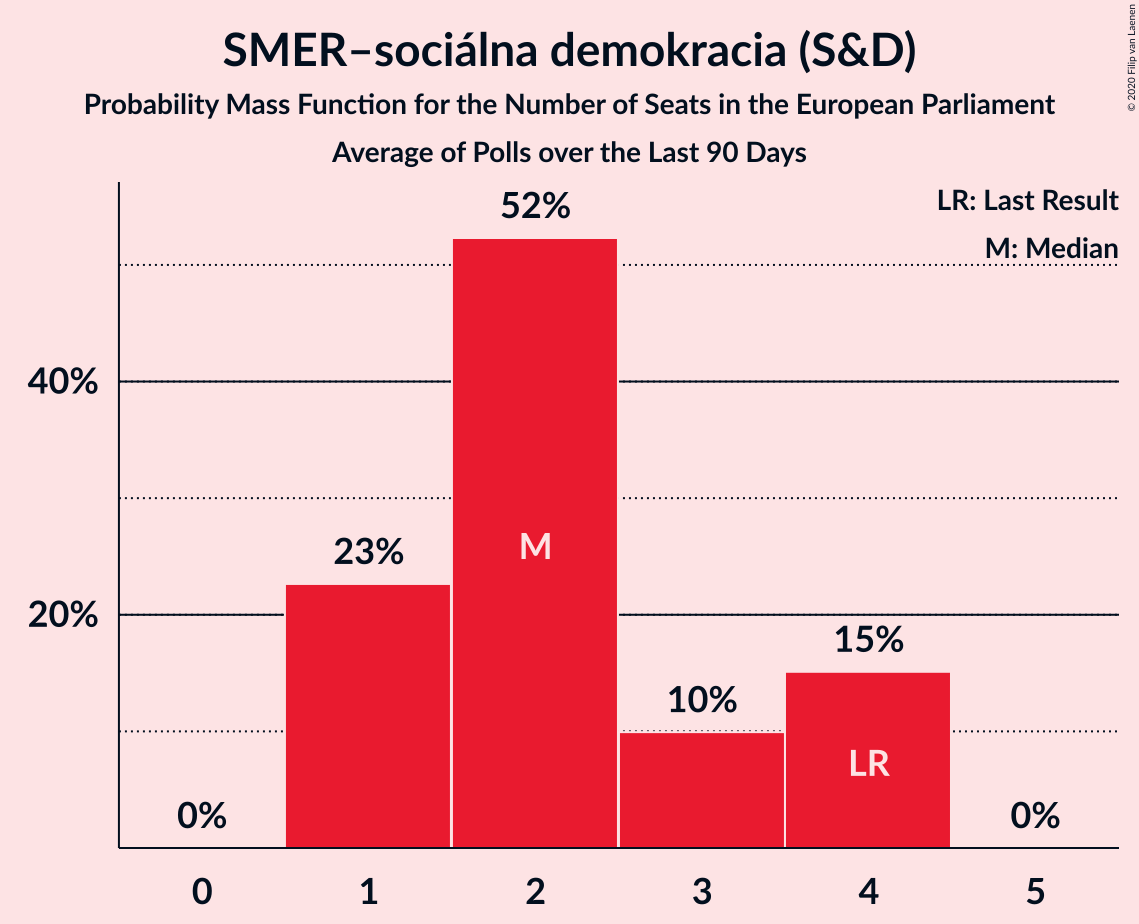 SMER–sociálna demokracia (S&D)
Probability Mass Function for the Number of Seats in the European Parliament
Average of Polls over the Last 90 Days
© 2020 Filip van Laenen
LR: Last Result
M: Median
52%
40%
M
23%
20%
15%
10%
LR
0%
0%
0 1 2 3 4 5